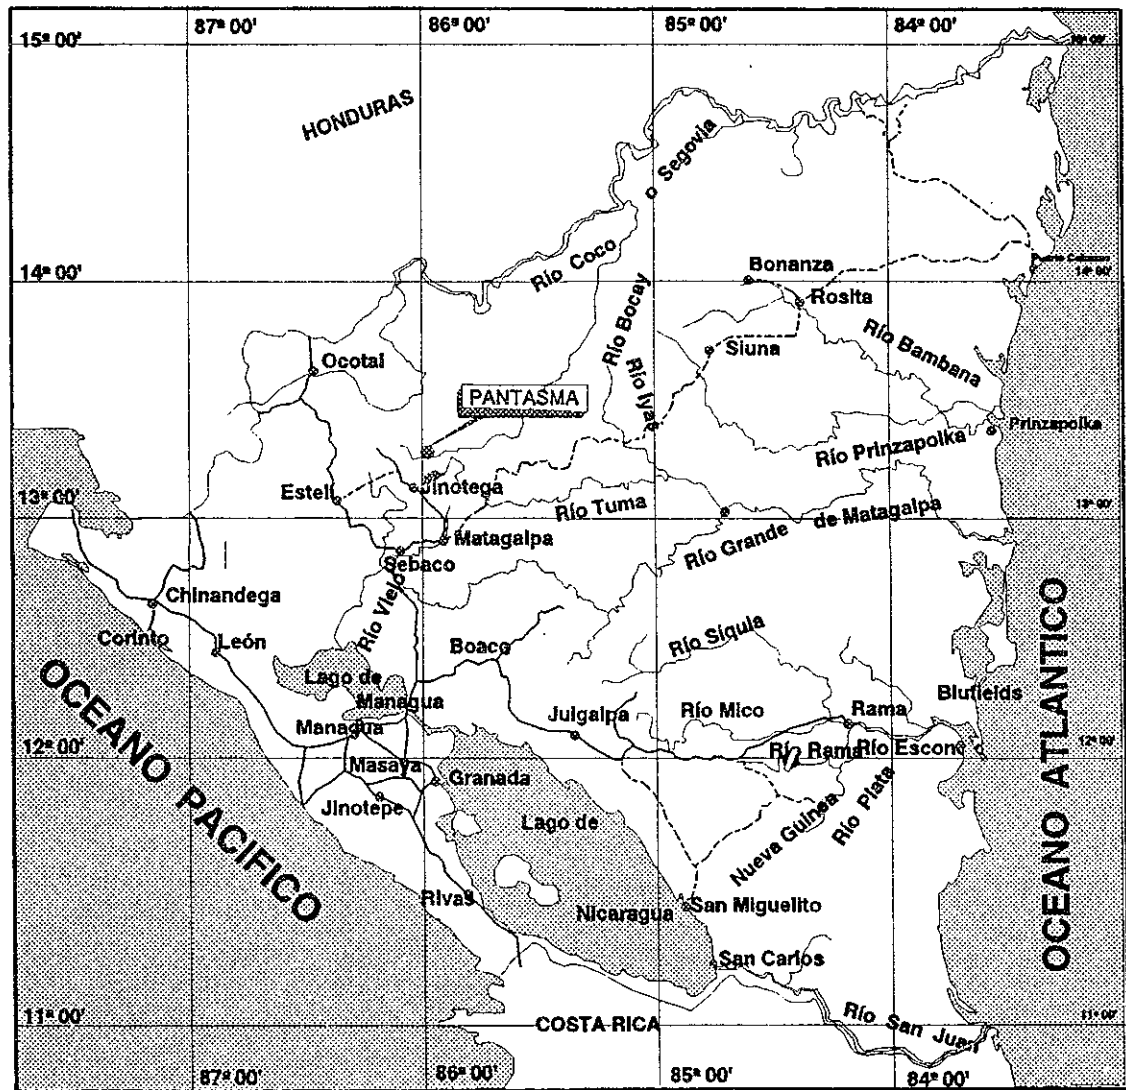 87º 00' 86º 00' 85º 00' 84º 00'
15º 00'
HONDURAS
o Segovia
Río Coco
14º 00'
14º 00'
Bonanza
Rosita
Río Bocay
Río Bambana
Siuna
Ocotal
PANTASMA
Río Iyas
Prinzapolka
Río Prinzapolka
Estelí
Jinotega
13º 00'
13º 00'
Río Tuma
Río Grande de Matagalpa
Matagalpa
Sebaco
Río Viejo
Chinandega
Corinto
León
Boaco
Río Siquia
Lago de
Managua
Blufields
Managua
Julgalpa
Río Mico
Rama
12º 00'
12º 00'
Río Rama
Río Escon
Masaya
Granada
Jinotepe
Río Plata
Nueva Guinea
Lago de
Nicaragua
OCEANO PACIFICO
OCEANO ATLANTICO
Rivas
San Miguelito
San Carlos
11º 00'
11º 00'
COSTA RICA
Río San Juan
87º 00' 86º 00' 85º 00' 84º 00'